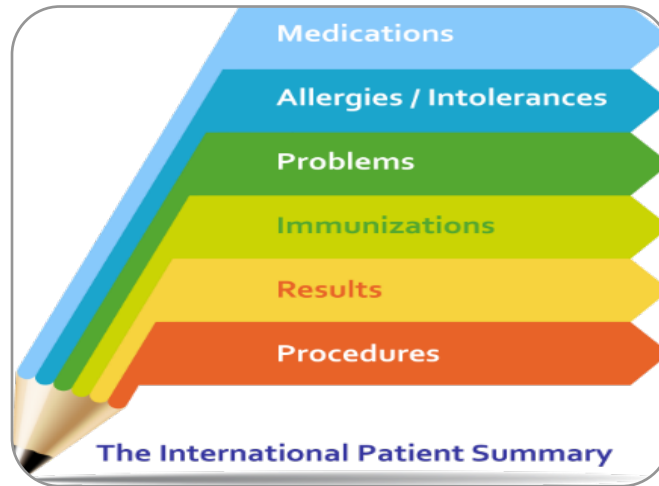 Medications
Allergies / Intolerances
Problems
Immunizations
Results
Procedures
The International Patient Summary